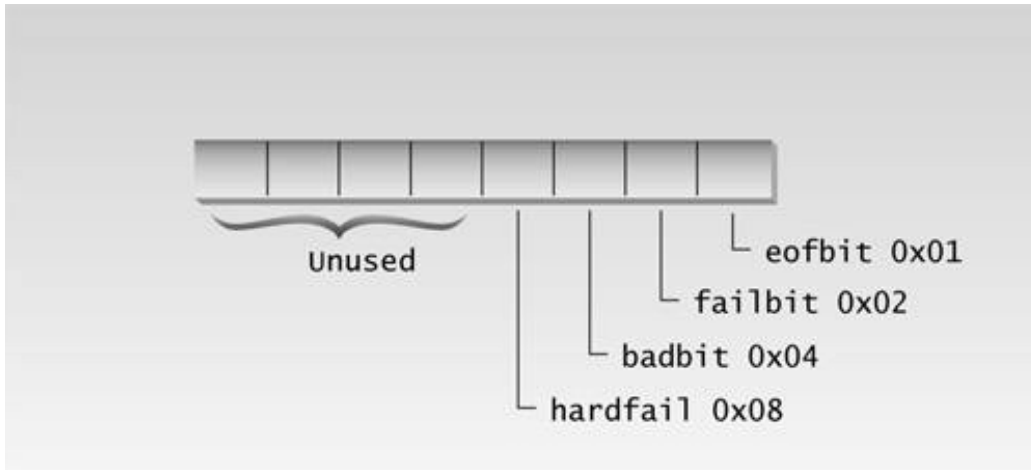 Unused
eofbit 0x01
failbit 0x02
badbit 0x04
hardfail 0x08